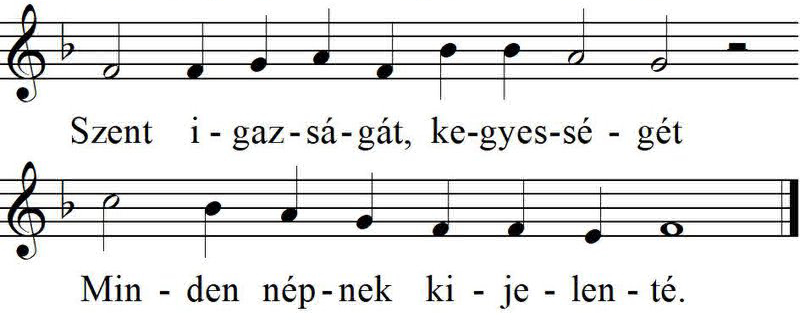 Szent i - gaz - sá - gát, ke - gyes - sé - gét
Min - den nép - nek ki - je - len - té.